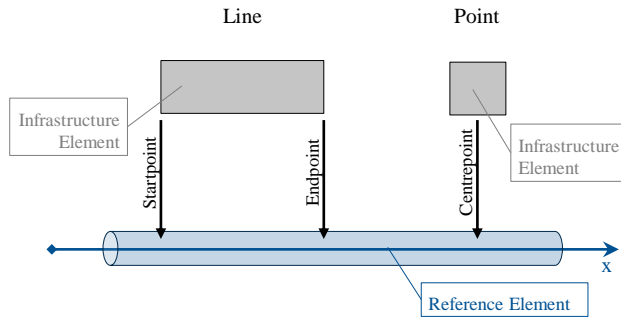 Line
Point
Infrastructure
Element
Infrastructure
Element
Startpoint
Endpoint
Centrepoint
x
Reference Element